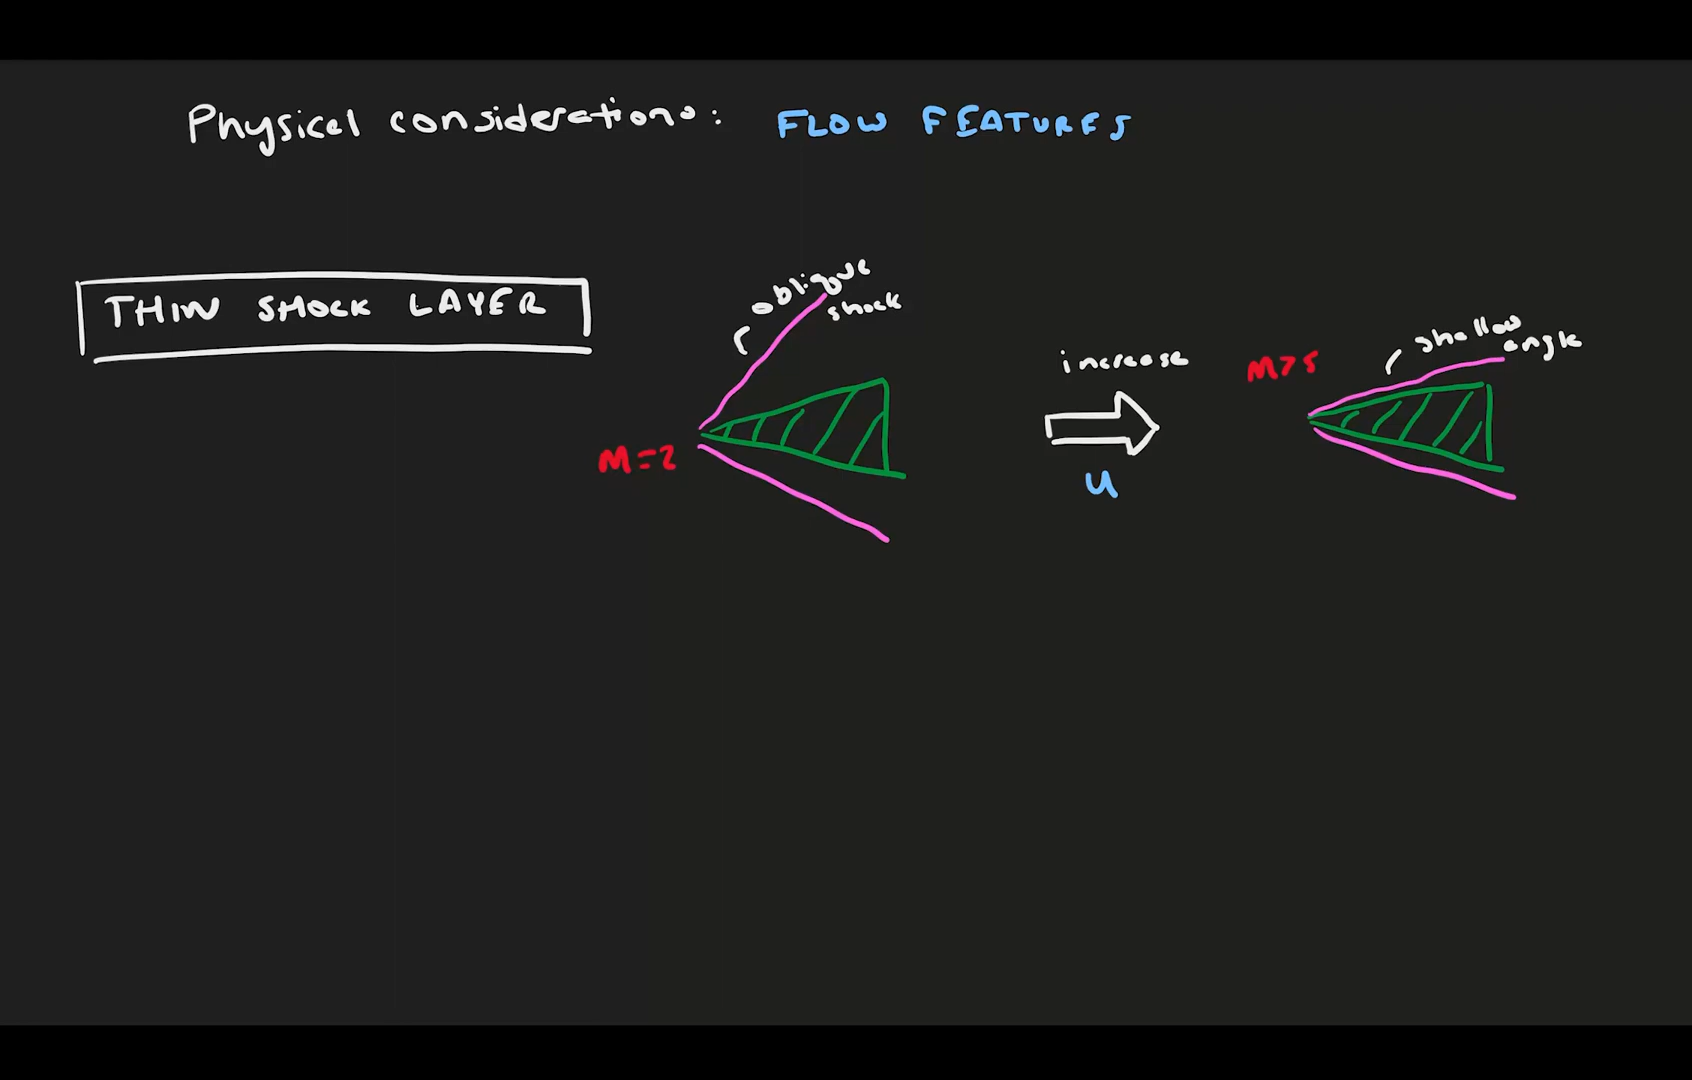 Physical considerations: FLOW FEATURES
THIN SHOCK LAYER
oblique
shock
M=2
increase
u
M>5
shallow
angle